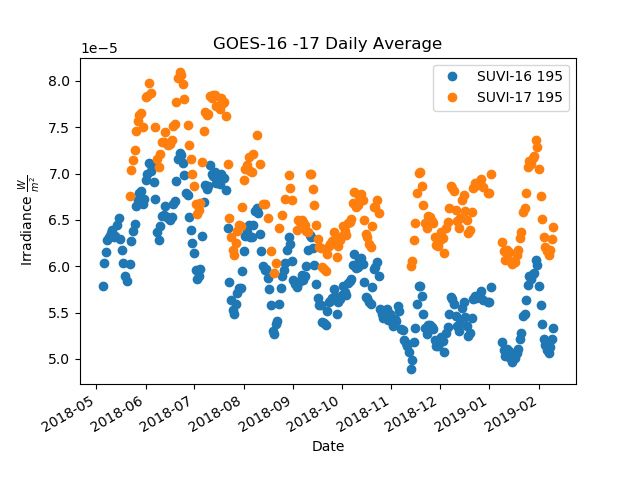 GOES-16 -17 Daily Average
1e−5
SUVI-16 195
SUVI-17 195
8.0
7.5
7.0
6.5
6.0
5.5
5.0
Irradiance W/m²
2018-05
2018-06
2018-07
2018-08
2018-09
2018-10
2018-11
2018-12
2019-01
2019-02
Date